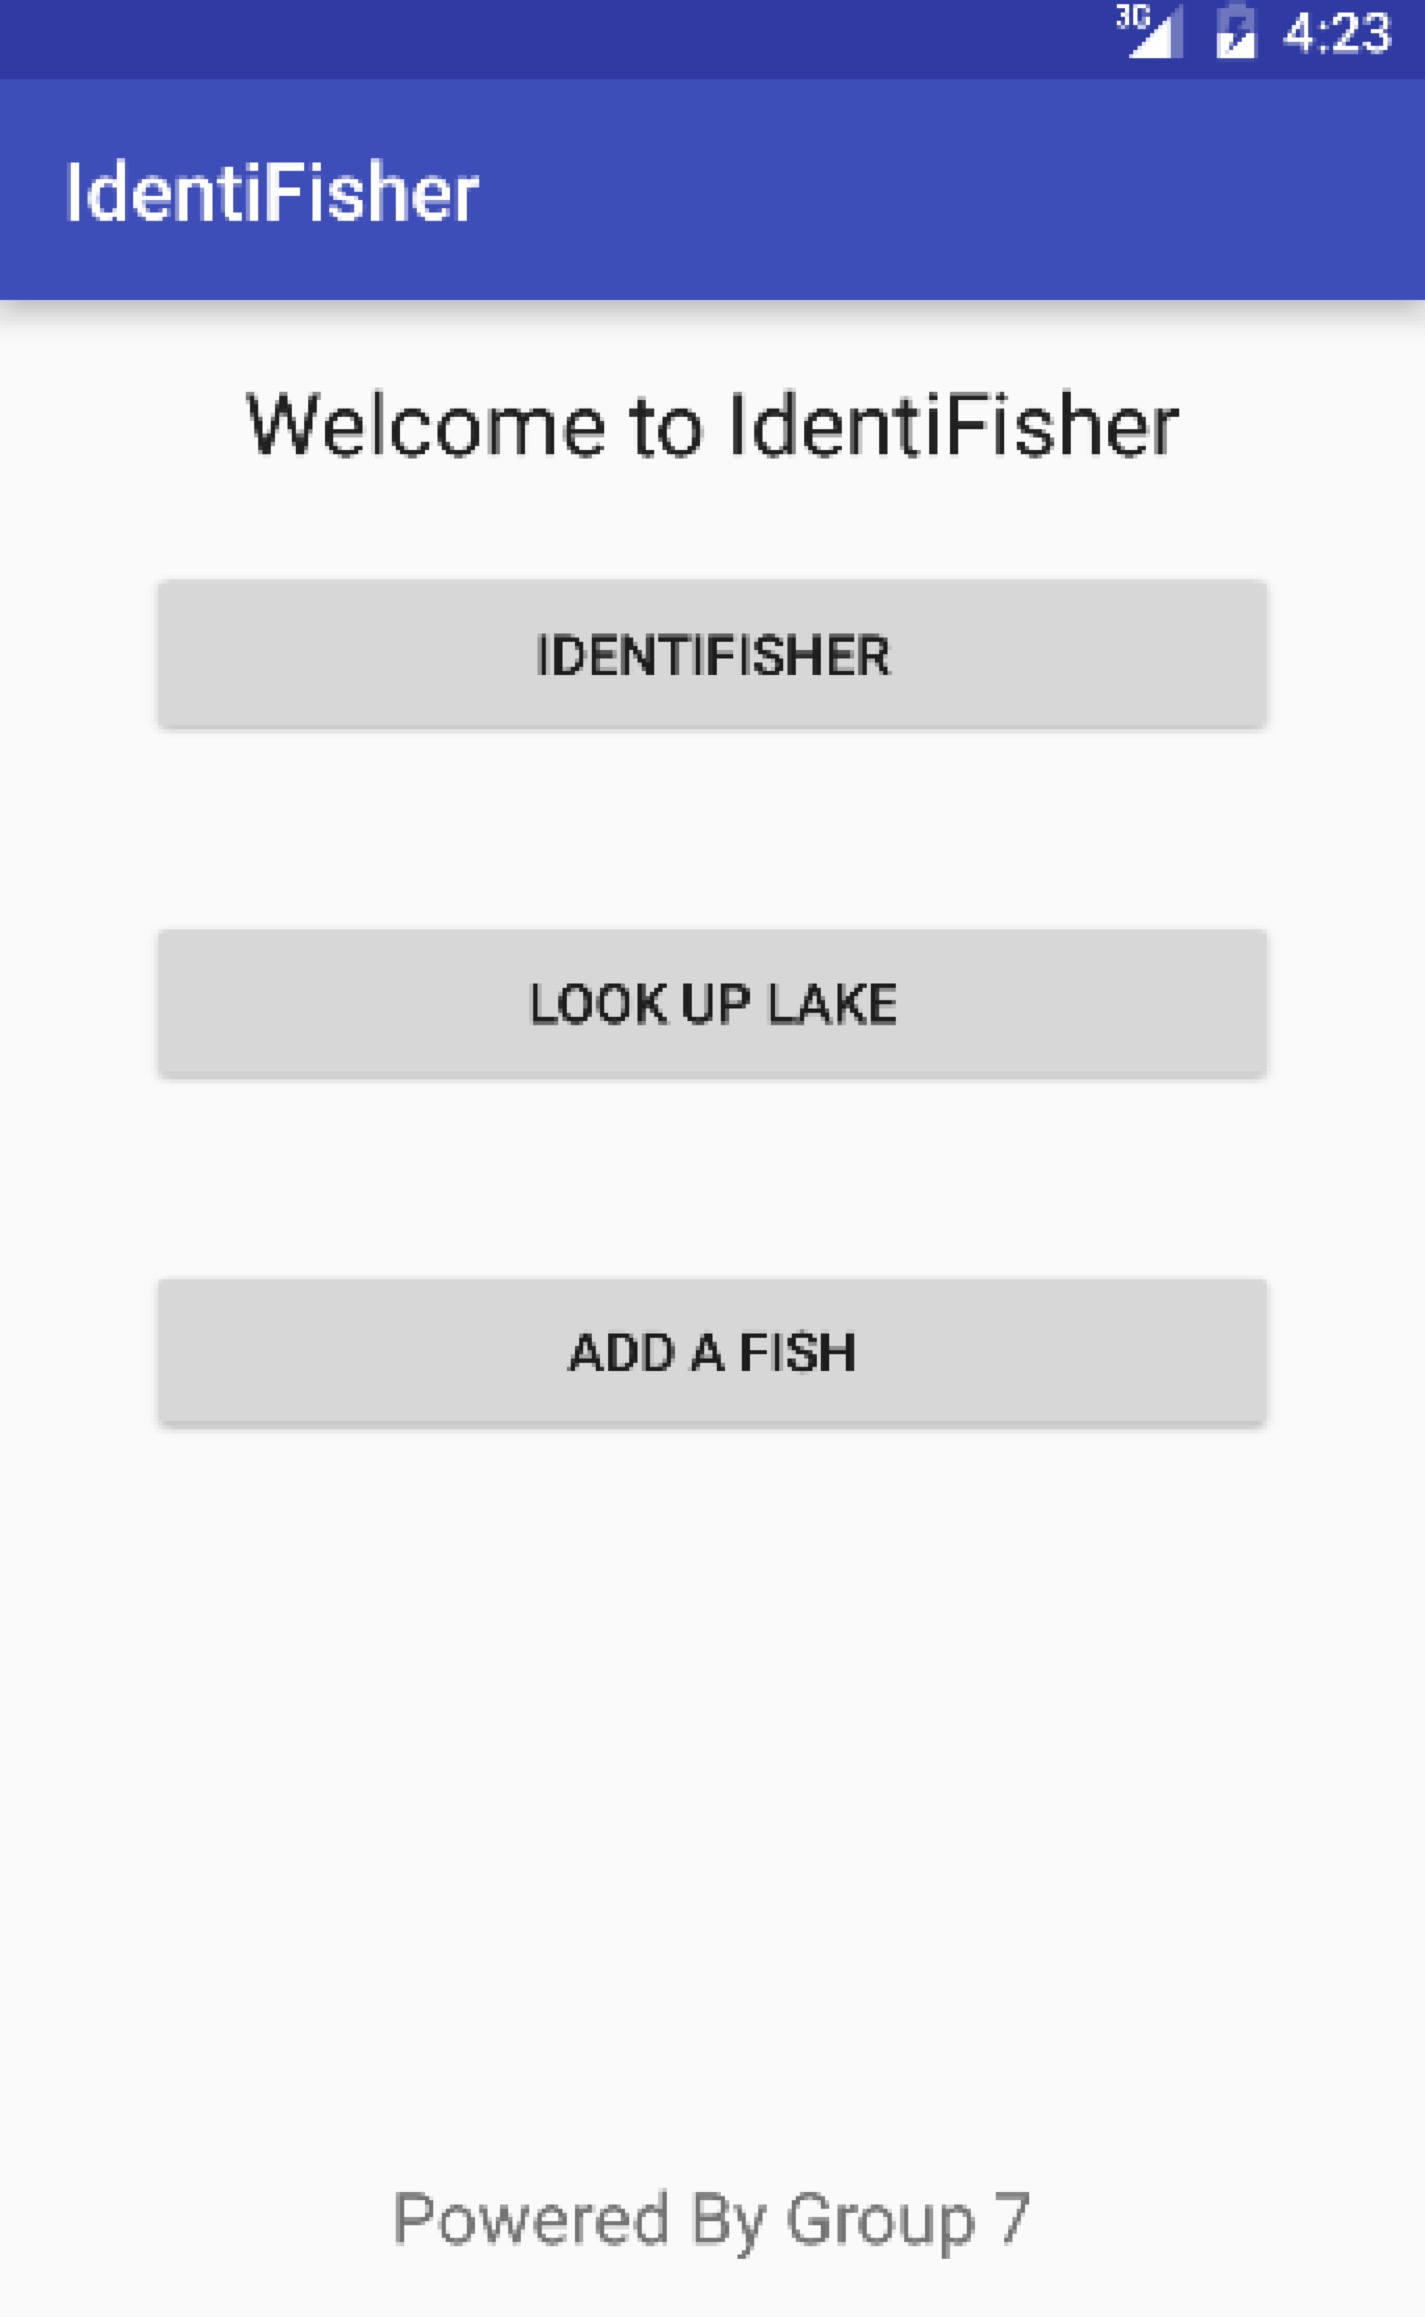 3G 4:23
IdentiFisher
Welcome to IdentiFisher
IDENTIFISHER
LOOK UP LAKE
ADD A FISH
Powered By Group 7